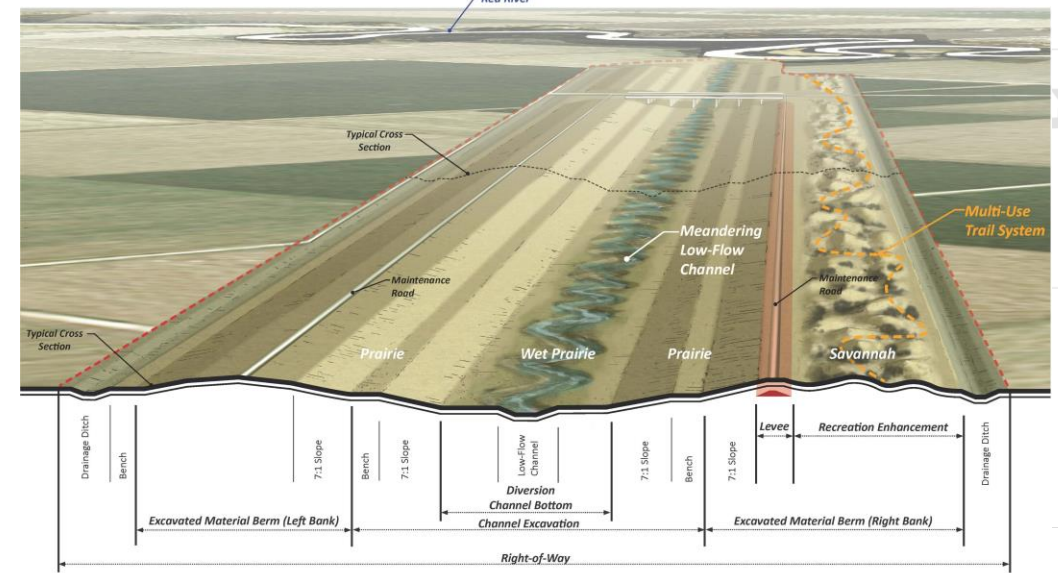 Red River
Typical Cross
Section
Multi-Use
Trail System
Meandering
Low-Flow
Channel
Maintenance
Road
Maintenance
Road
Typical Cross
Section
Prairie
Wet Prairie
Prairie
Savannah
Drainage Ditch
Bench
7:1 Slope
Bench
7:1 Slope
Low-Flow
Channel
7:1 Slope
Bench
7:1 Slope
Levee
Recreation Enhancement
Drainage Ditch
Diversion
Channel Bottom
Excavated Material Berm (Left Bank)
Channel Excavation
Excavated Material Berm (Right Bank)
Right-of-Way